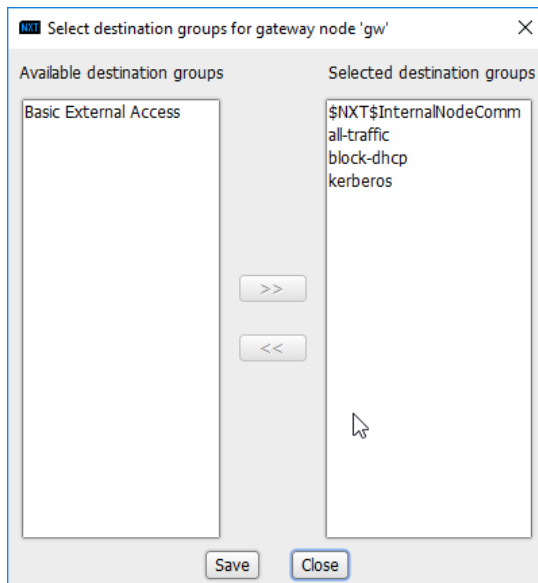 NXT Select destination groups for gateway node 'gw'
Available destination groups
Selected destination groups
Basic External Access
$NXT$InternalNodeComm
all-traffic
block-dhcp
kerberos
>>
<<
Save
Close